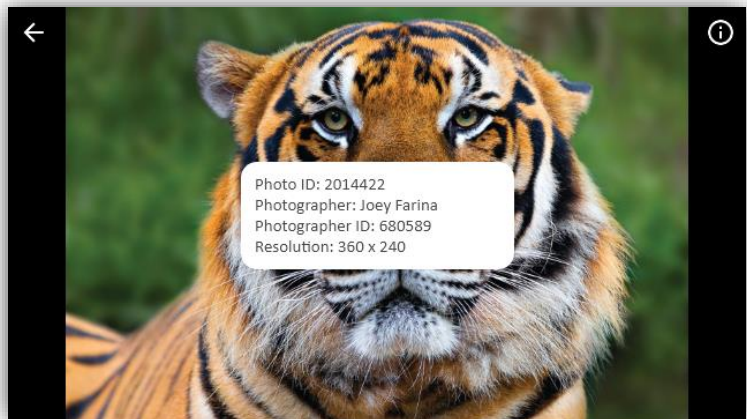 Photo ID: 2014422
Photographer: Joey Farina
Photographer ID: 680589
Resolution: 360 x 240